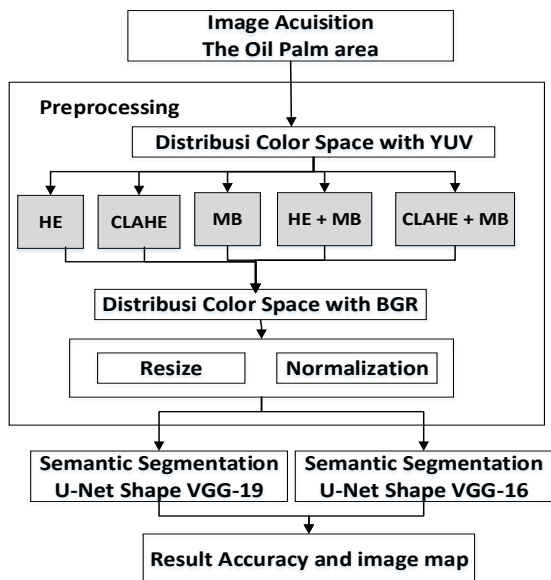 Image Acuisition
The Oil Palm area
Preprocessing
Distribusi Color Space with YUV
HE
CLAHE
MB
HE + MB
CLAHE + MB
Distribusi Color Space with BGR
Resize
Normalization
Semantic Segmentation
U-Net Shape VGG-19
Semantic Segmentation
U-Net Shape VGG-16
Result Accuracy and image map